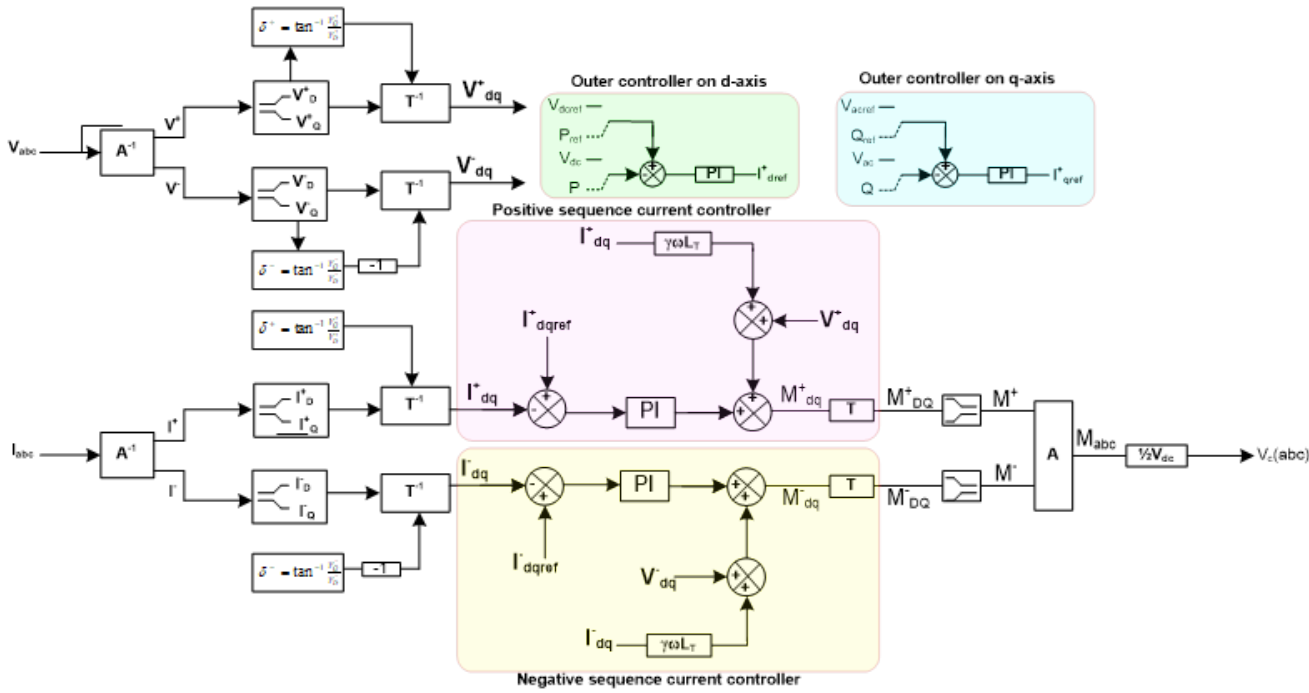 δ⁺ = tan⁻¹
V⁺D
V⁺Q
T⁻¹
V⁺dq
Vabc
A⁻¹
V⁺
V⁻
V⁻D
V⁻Q
T⁻¹
V⁻dq
δ⁻ = tan⁻¹
-1
Outer controller on d-axis
Vdcref
Pref
Vdc
P
+
-
PI
I⁺dref
Outer controller on q-axis
Vacref
Qref
Vac
Q
+
-
PI
I⁺qref
Positive sequence current controller
I⁺dq
γωLT
+
+
V⁺dq
I⁺dqref
δ⁺ = tan⁻¹
I⁺D
I⁺Q
T⁻¹
I⁺dq
-
+
PI
+
+
M⁺dq
T
M⁺DQ
M⁺
Iabc
A⁻¹
I⁺
I⁻
I⁻D
I⁻Q
T⁻¹
I⁻dq
-
+
PI
+
+
M⁻dq
T
M⁻DQ
M⁻
A
Mabc
½Vdc
Vc(abc)
δ⁻ = tan⁻¹
-1
I⁻dqref
V⁻dq
+
+
I⁻dq
γωLT
Negative sequence current controller